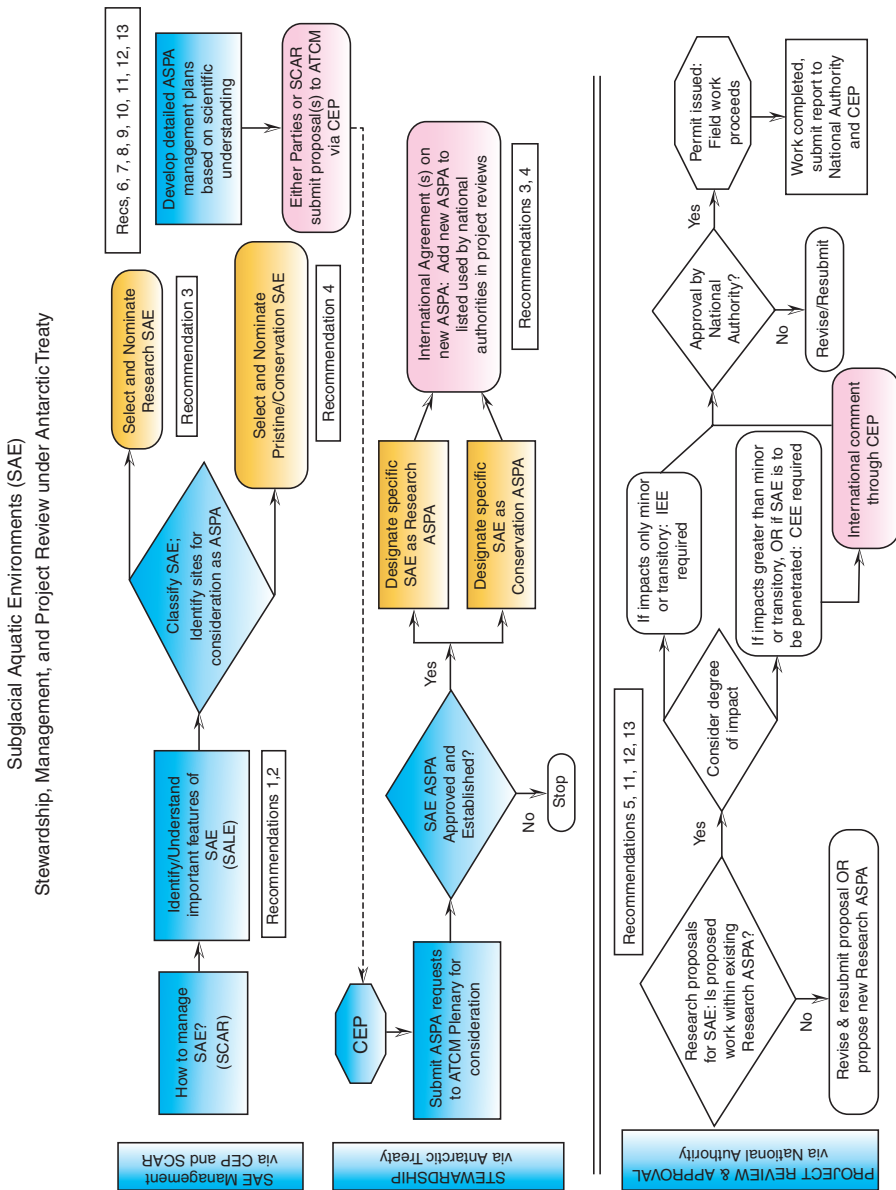 Subglacial Aquatic Environments (SAE)
Stewardship, Management, and Project Review under Antarctic Treaty
SAE Management
via CEP and SCAR
How to manage
SAE?
(SCAR)
Identify/Understand
important features of
SAE
(SALE)
Recommendations 1,2
Classify SAE;
Identify sites for
consideration as ASPA
Select and Nominate
Research SAE
Recommendation 3
Select and Nominate
Pristine/Conservation SAE
Recommendation 4
Recs, 6, 7, 8, 9, 10, 11, 12, 13
Develop detailed ASPA
management plans
based on scientific
understanding
Either Parties or SCAR
submit proposal(s) to ATCM
via CEP
STEWARDSHIP
via Antarctic Treaty
CEP
Submit ASPA requests
to ATCM Plenary for
consideration
SAE ASPA
Approved and
Established?
Yes
No
Stop
Designate specific
SAE as Research
ASPA
Designate specific
SAE as
Conservation ASPA
International Agreement (s) on
new ASPA: Add new ASPA to
listed used by national
authorities in project reviews
Recommendations 3, 4
PROJECT REVIEW & APPROVAL
via National Authority
Recommendations 5, 11, 12, 13
Research proposals
for SAE: Is proposed
work within existing
Research ASPA?
Yes
No
Revise & resubmit proposal OR
propose new Research ASPA
Consider degree
of impact
If impacts only minor
or transitory: IEE
required
If impacts greater than minor
or transitory, OR if SAE is to
be penetrated: CEE required
International comment
through CEP
Approval by
National
Authority?
Yes
No
Revise/Resubmit
Permit issued:
Field work
proceeds
Work completed,
submit report to
National Authority
and CEP